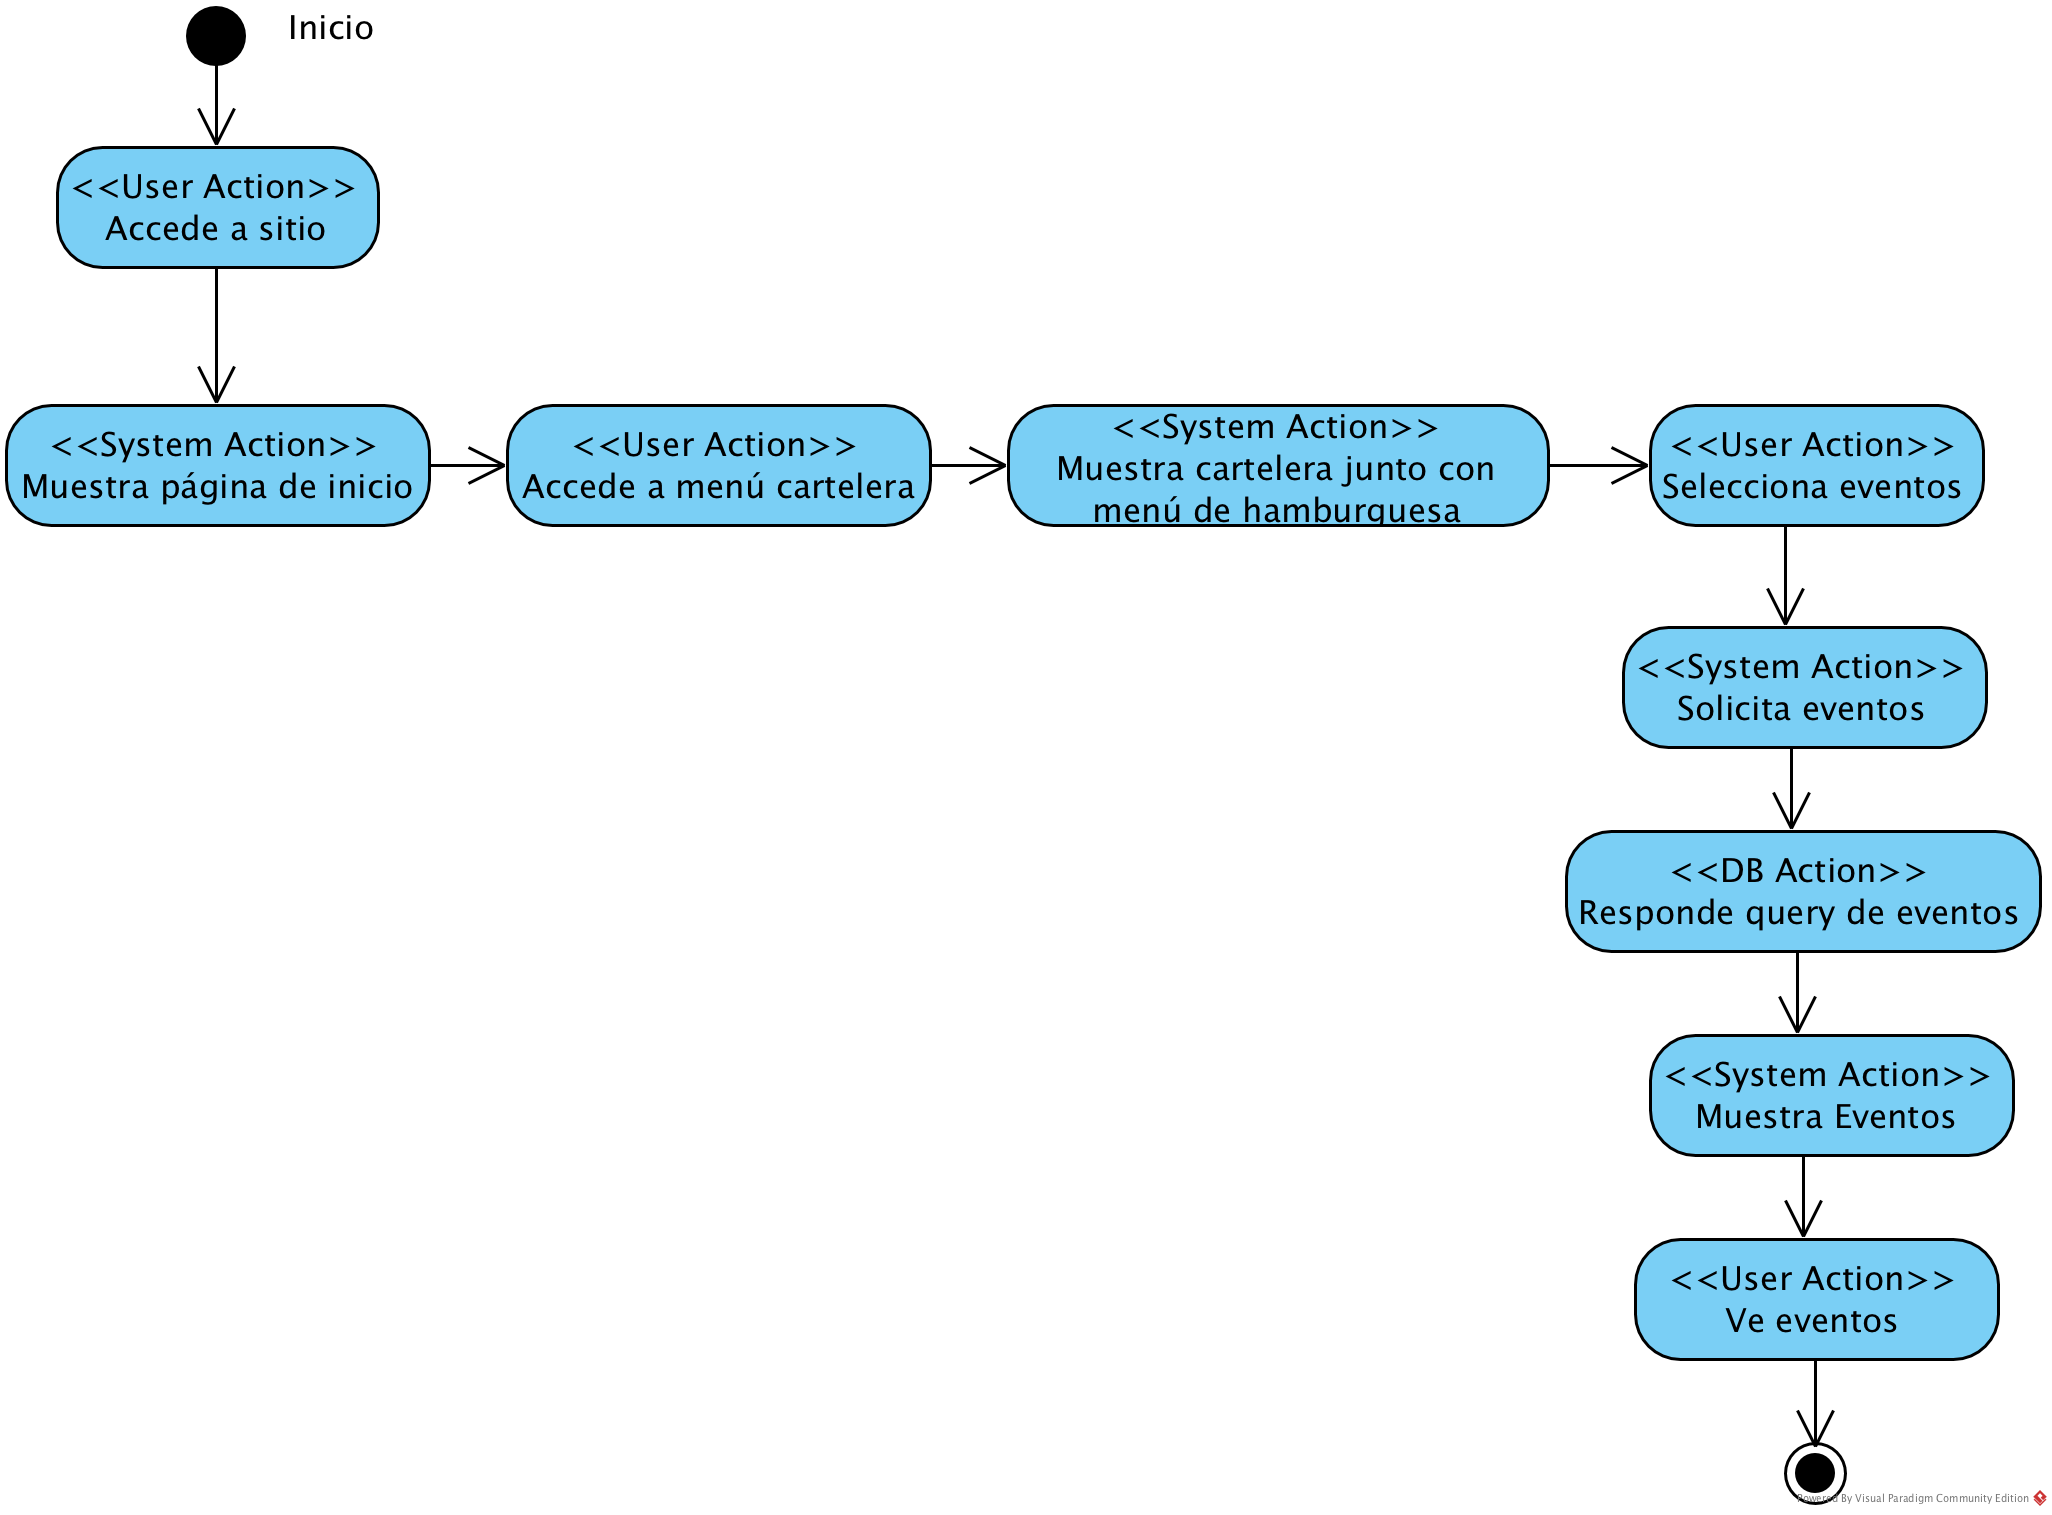 Inicio
<<User Action>>
Accede a sitio
<<System Action>>
Muestra página de inicio
<<User Action>>
Accede a menú cartelera
<<System Action>>
Muestra cartelera junto con
menú de hamburguesa
<<User Action>>
Selecciona eventos
<<System Action>>
Solicita eventos
<<DB Action>>
Responde query de eventos
<<System Action>>
Muestra Eventos
<<User Action>>
Ve eventos
Powered By Visual Paradigm Community Edition